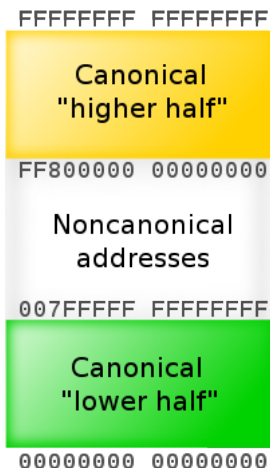 FFFFFFFF FFFFFFFF
Canonical
"higher half"
FF800000 00000000
Noncanonical
addresses
007FFFFF FFFFFFFF
Canonical
"lower half"
00000000 00000000